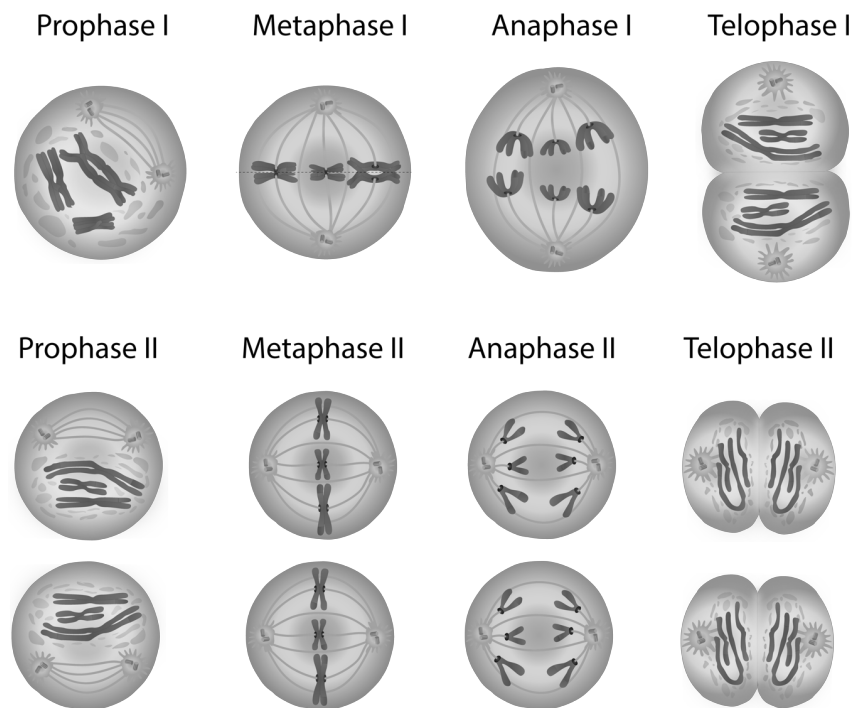 Prophase I
Metaphase I
Anaphase I
Telophase I
Prophase II
Metaphase II
Anaphase II
Telophase II